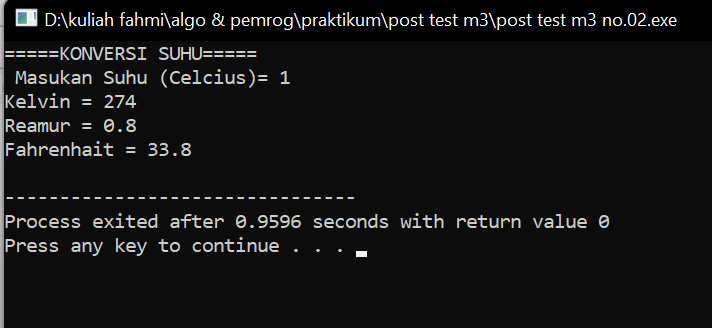 D:\kuliah fahmi\algo & pemrog\praktikum\post test m3\post test m3 no.02.exe
=====KONVERSI SUHU=====
 Masukan Suhu (Celcius)= 1
Kelvin = 274
Reamur = 0.8
Fahrenhait = 33.8
--------------------------------
Process exited after 0.9596 seconds with return value 0
Press any key to continue . . .